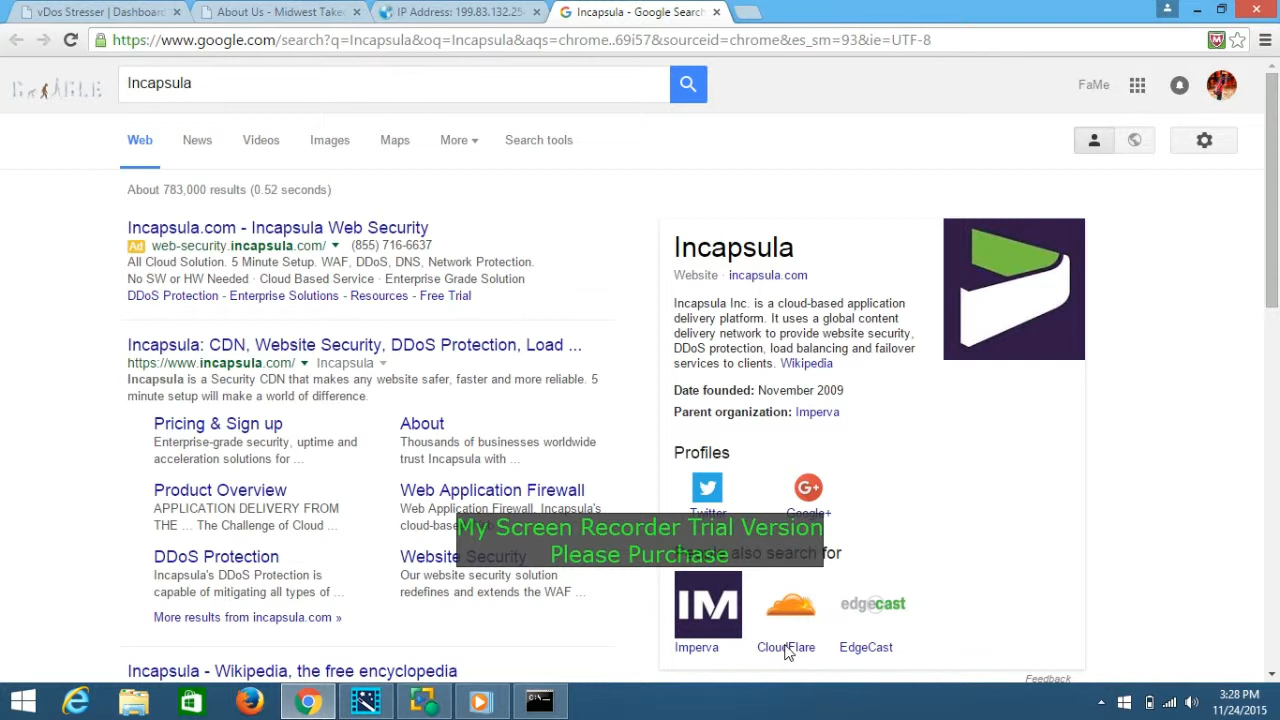 vDos Stresser | Dashboard
About Us - Midwest Taked
IP Address: 199.83.132.25
Incapsula - Google Search
https://www.google.com/search?q=Incapsula&oq=Incapsula&aqs=chrome..69i57&sourceid=chrome&es_sm=93&ie=UTF-8
Incapsula
FaMe
Web News Videos Images Maps More Search tools
About 783,000 results (0.52 seconds)
Incapsula.com - Incapsula Web Security
Ad web-security.incapsula.com/ (855) 716-6637
All Cloud Solution. 5 Minute Setup. WAF, DDoS, DNS, Network Protection.
No SW or HW Needed · Cloud Based Service · Enterprise Grade Solution
DDoS Protection - Enterprise Solutions - Resources - Free Trial
Incapsula: CDN, Website Security, DDoS Protection, Load ...
https://www.incapsula.com/ Incapsula
Incapsula is a Security CDN that makes any website safer, faster and more reliable. 5
minute setup will make a world of difference.
Pricing & Sign up
Enterprise-grade security, uptime and
acceleration solutions for ...
About
Thousands of businesses worldwide
trust Incapsula with ...
Product Overview
APPLICATION DELIVERY FROM
THE ... The Challenge of Cloud ...
Web Application Firewall
Web Application Firewall, Incapsula's
cloud-based
DDoS Protection
Incapsula's DDoS Protection is
capable of mitigating all types of ...
Website Security
Our website security solution
redefines and extends the WAF ...
More results from incapsula.com »
Incapsula - Wikipedia, the free encyclopedia
Incapsula
Website · incapsula.com
Incapsula Inc. is a cloud-based application
delivery platform. It uses a global content
delivery network to provide website security,
DDoS protection, load balancing and failover
services to clients. Wikipedia
Date founded: November 2009
Parent organization: Imperva
Profiles
Twitter
Google+
also search for
IM
edgecast
Imperva
CloudFlare
EdgeCast
Feedback
My Screen Recorder Trial Version
Please Purchase
3:28 PM
11/24/2015